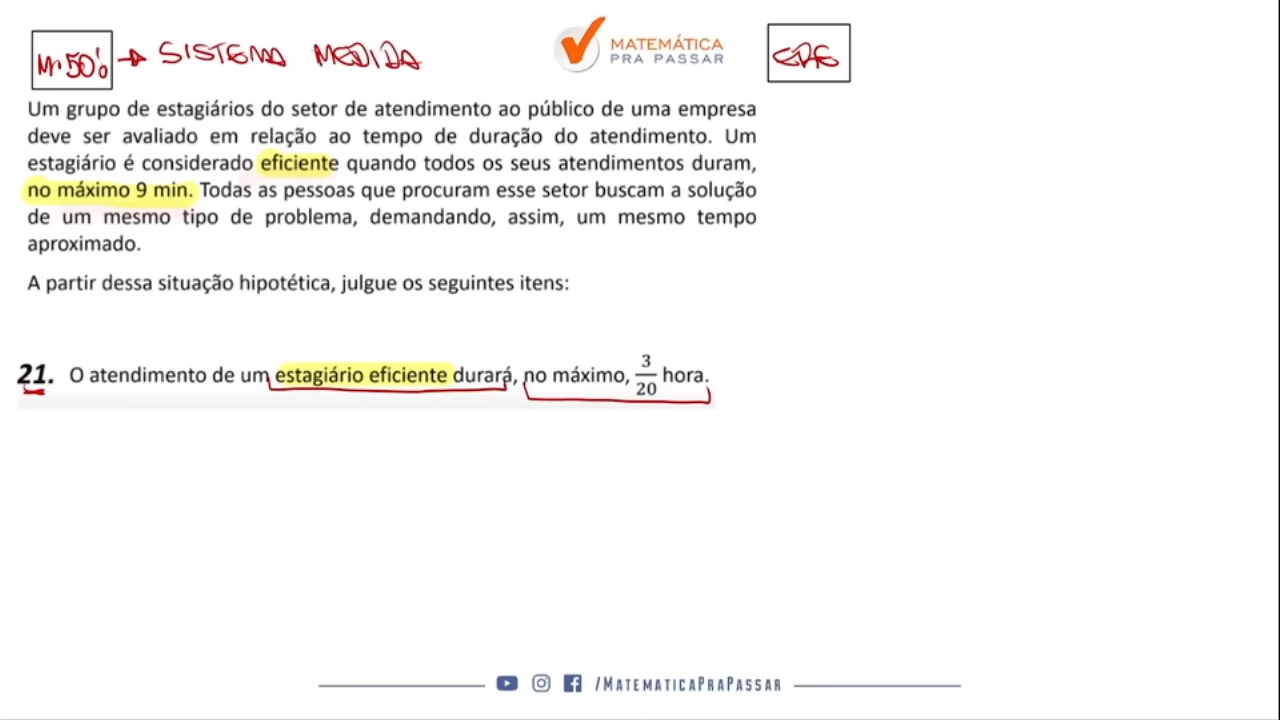 M.50% → SISTEMA MEDIDA
MATEMÁTICA
PRA PASSAR
Um grupo de estagiários do setor de atendimento ao público de uma empresa
deve ser avaliado em relação ao tempo de duração do atendimento. Um
estagiário é considerado eficiente quando todos os seus atendimentos duram,
no máximo 9 min. Todas as pessoas que procuram esse setor buscam a solução
de um mesmo tipo de problema, demandando, assim, um mesmo tempo
aproximado.
A partir dessa situação hipotética, julgue os seguintes itens:
21. O atendimento de um estagiário eficiente durará, no máximo, 3/20 hora.
/MATEMATICAPRAPASSAR